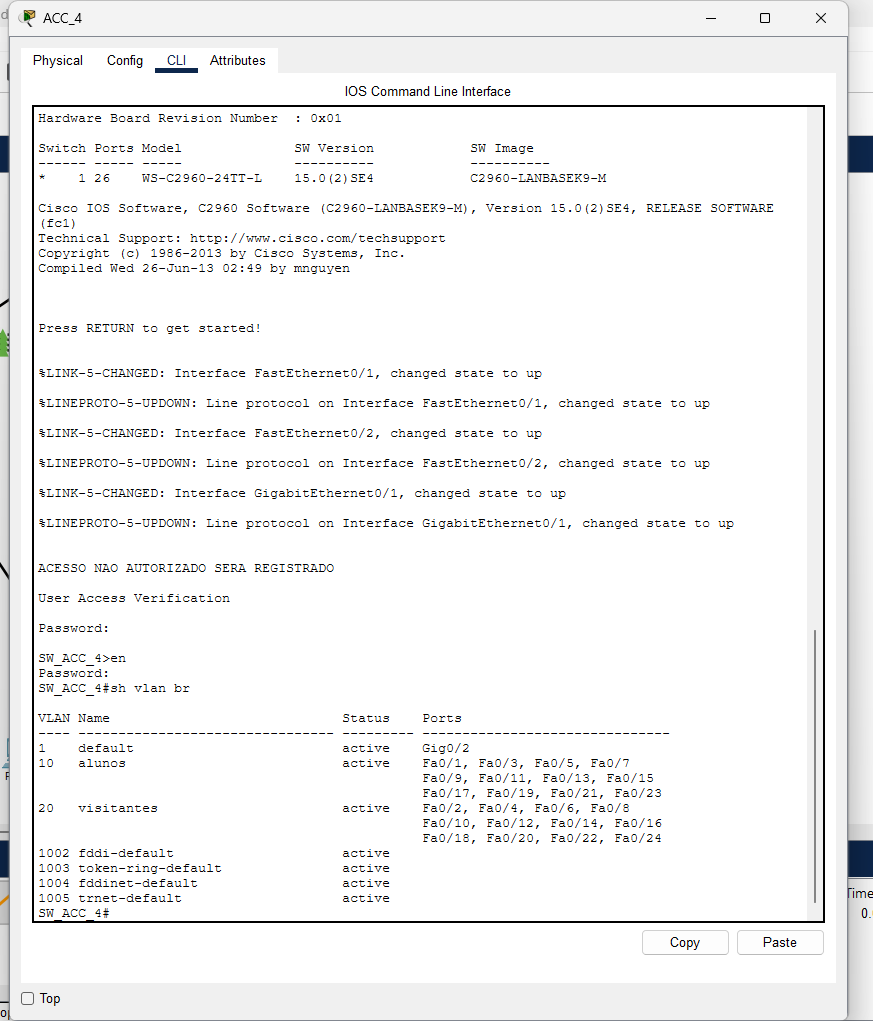 ACC_4
Physical Config CLI Attributes
IOS Command Line Interface
Hardware Board Revision Number  : 0x01
Switch Ports Model              SW Version            SW Image
------ ----- -----              ----------            ----------
*    1 26    WS-C2960-24TT-L    15.0(2)SE4            C2960-LANBASEK9-M
Cisco IOS Software, C2960 Software (C2960-LANBASEK9-M), Version 15.0(2)SE4, RELEASE SOFTWARE
(fc1)
Technical Support: http://www.cisco.com/techsupport
Copyright (c) 1986-2013 by Cisco Systems, Inc.
Compiled Wed 26-Jun-13 02:49 by mnguyen
Press RETURN to get started!
%LINK-5-CHANGED: Interface FastEthernet0/1, changed state to up
%LINEPROTO-5-UPDOWN: Line protocol on Interface FastEthernet0/1, changed state to up
%LINK-5-CHANGED: Interface FastEthernet0/2, changed state to up
%LINEPROTO-5-UPDOWN: Line protocol on Interface FastEthernet0/2, changed state to up
%LINK-5-CHANGED: Interface GigabitEthernet0/1, changed state to up
%LINEPROTO-5-UPDOWN: Line protocol on Interface GigabitEthernet0/1, changed state to up
ACESSO NAO AUTORIZADO SERA REGISTRADO
User Access Verification
Password:
SW_ACC_4>en
Password:
SW_ACC_4#sh vlan br
VLAN Name                             Status    Ports
---- -------------------------------- --------- -------------------------------
1    default                          active    Gig0/2
10   alunos                           active    Fa0/1, Fa0/3, Fa0/5, Fa0/7
Fa0/9, Fa0/11, Fa0/13, Fa0/15
Fa0/17, Fa0/19, Fa0/21, Fa0/23
20   visitantes                       active    Fa0/2, Fa0/4, Fa0/6, Fa0/8
Fa0/10, Fa0/12, Fa0/14, Fa0/16
Fa0/18, Fa0/20, Fa0/22, Fa0/24
1002 fddi-default                     active
1003 token-ring-default               active
1004 fddinet-default                  active
1005 trnet-default                    active
SW_ACC_4#
Copy Paste
Top
Time
0.